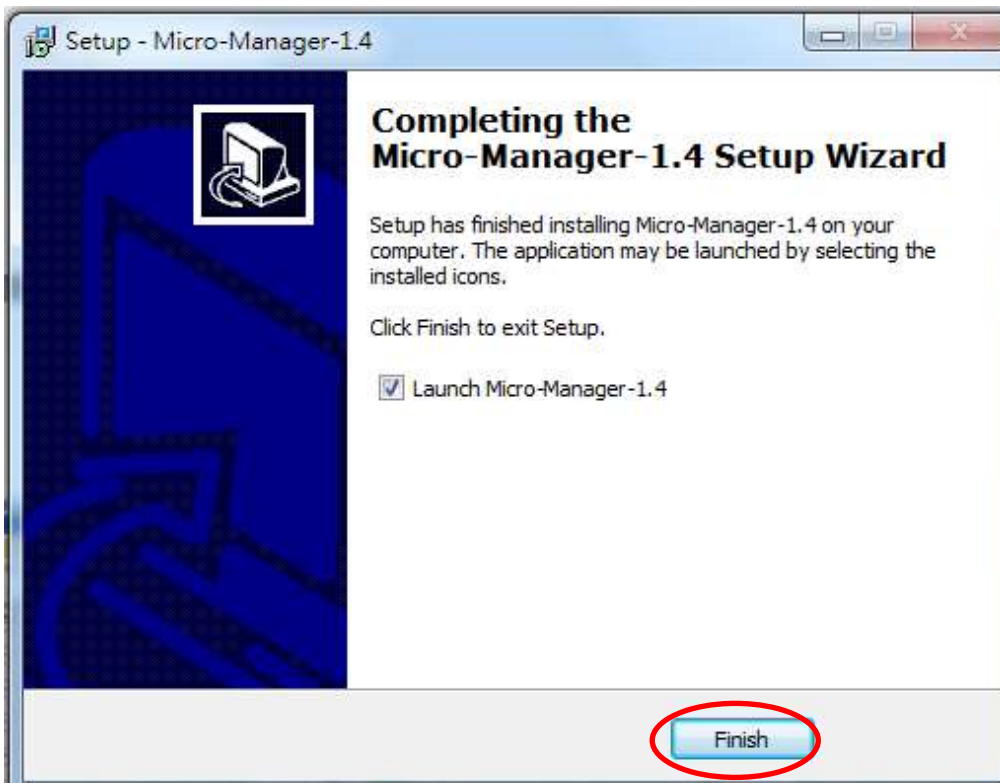 Setup - Micro-Manager-1.4
Completing the
Micro-Manager-1.4 Setup Wizard
Setup has finished installing Micro-Manager-1.4 on your
computer. The application may be launched by selecting the
installed icons.
Click Finish to exit Setup.
Launch Micro-Manager-1.4
Finish